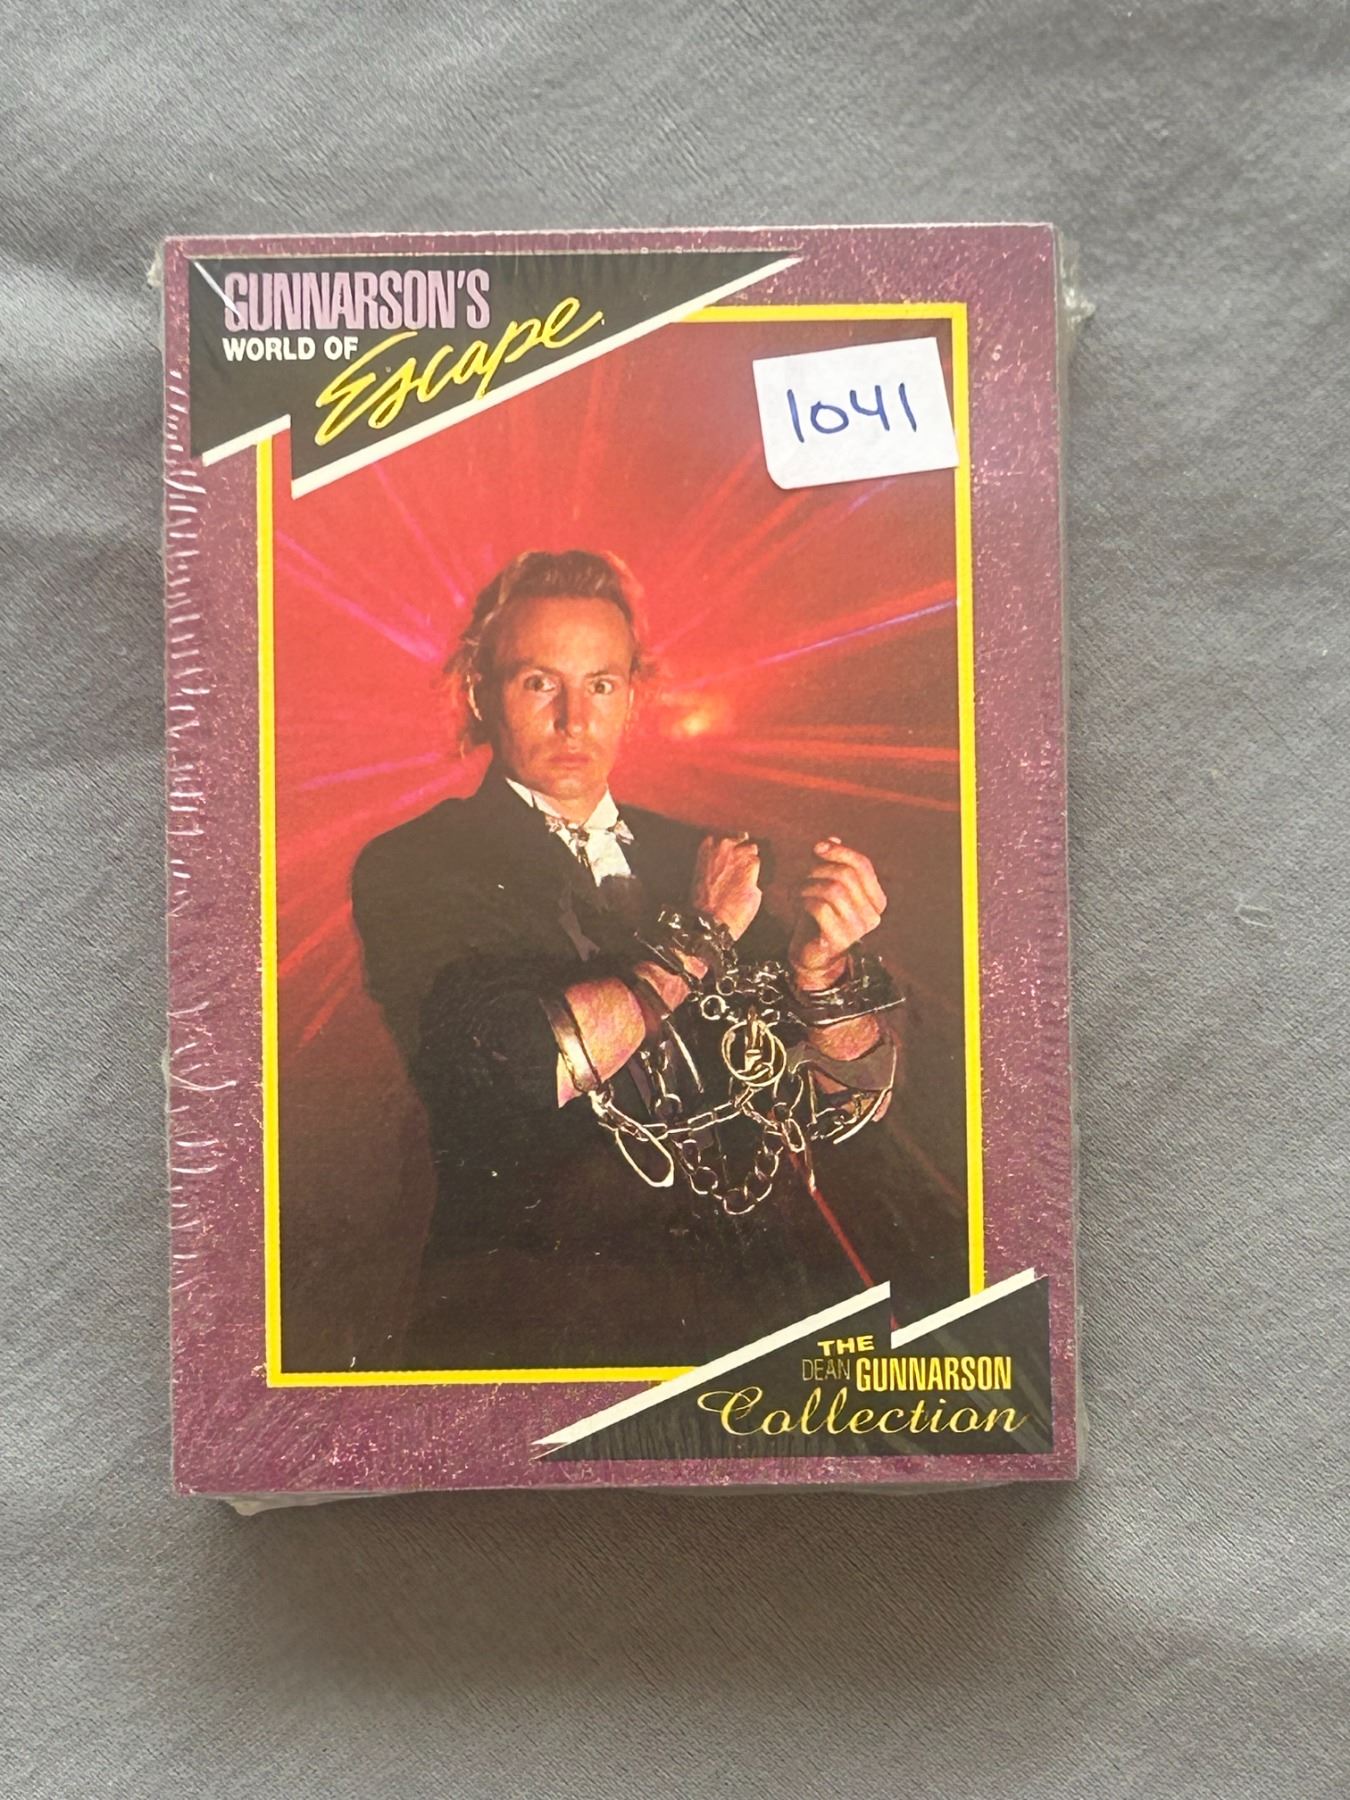 GUNNARSON'S
WORLD OF Escape
1041
THE
DEAN GUNNARSON
Collection